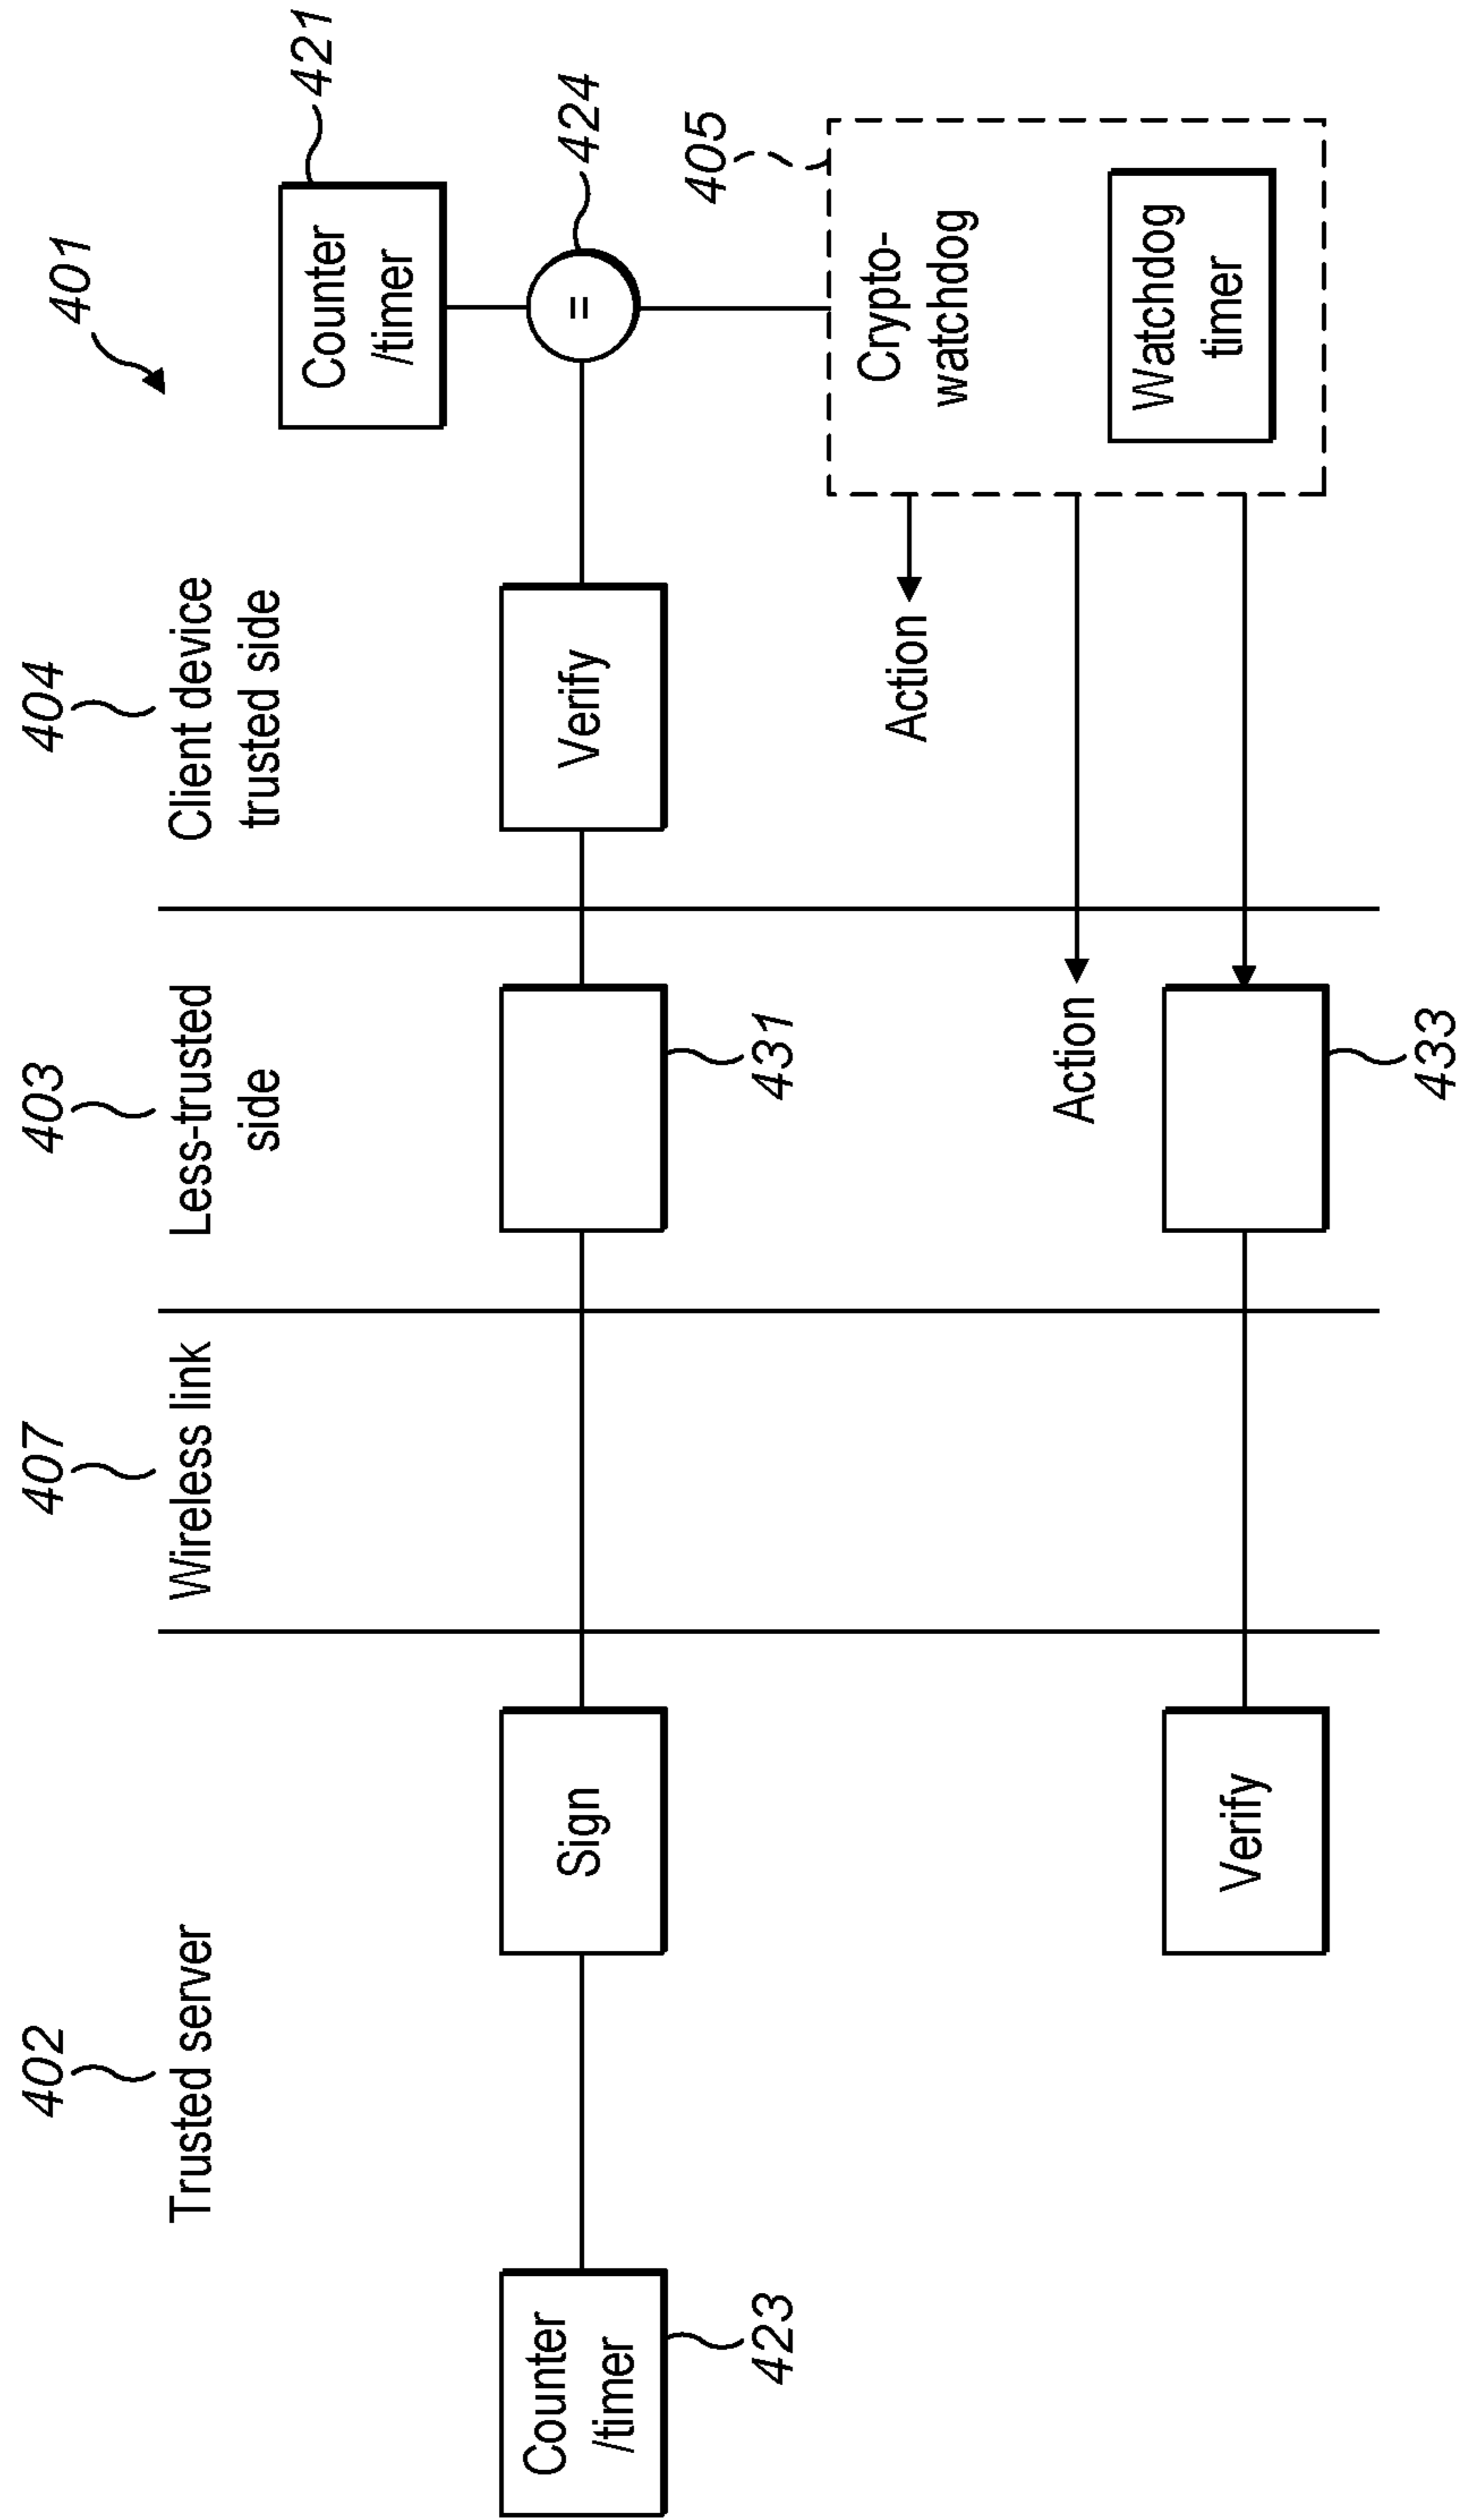 401
402
407
403
404
Trusted server
Wireless link
Less-trusted
side
Client device
trusted side
Counter
/timer
421
Counter
/timer
423
Sign
431
Verify
=
424
405
Crypto-
watchdog
Action
Action
Watchdog
timer
Verify
433